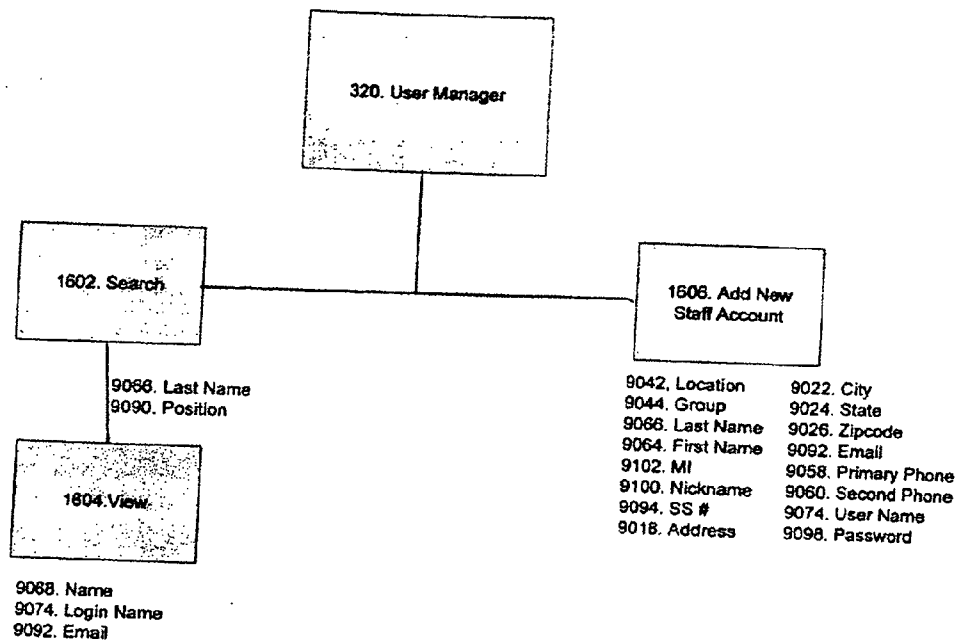 320. User Manager
1602. Search
1606. Add New
Staff Account
9066. Last Name
9090. Position
1604.View
9068. Name
9074. Login Name
9092. Email
9042, Location
9044. Group
9066. Last Name
9064. First Name
9102. MI
9100. Nickname
9094. SS #
9018. Address
9022. City
9024. State
9026. Zipcode
9092. Email
9058. Primary Phone
9060. Second Phone
9074. User Name
9098. Password